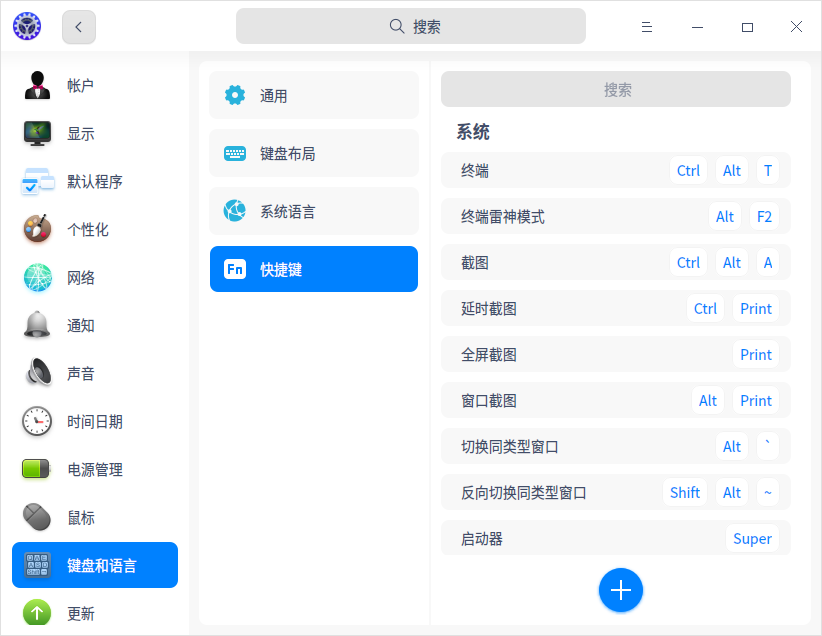 搜索
帐户
显示
默认程序
个性化
网络
通知
声音
时间日期
电源管理
鼠标
键盘和语言
更新
通用
键盘布局
系统语言
Fn 快捷键
搜索
系统
终端 Ctrl Alt T
终端雷神模式 Alt F2
截图 Ctrl Alt A
延时截图 Ctrl Print
全屏截图 Print
窗口截图 Alt Print
切换同类型窗口 Alt `
反向切换同类型窗口 Shift Alt ~
启动器 Super